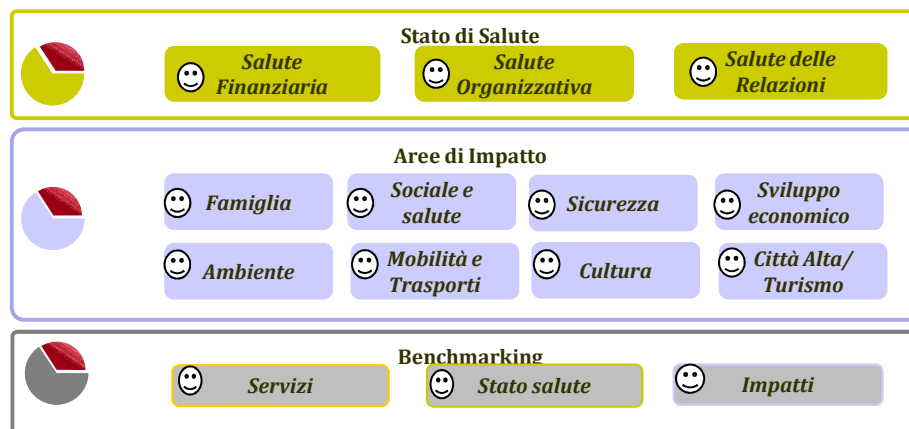 Stato di Salute
Salute
Finanziaria
Salute
Organizzativa
Salute delle
Relazioni
Aree di Impatto
Famiglia
Sociale e
salute
Sicurezza
Sviluppo
economico
Ambiente
Mobilità e
Trasporti
Cultura
Città Alta/
Turismo
Benchmarking
Servizi
Stato salute
Impatti